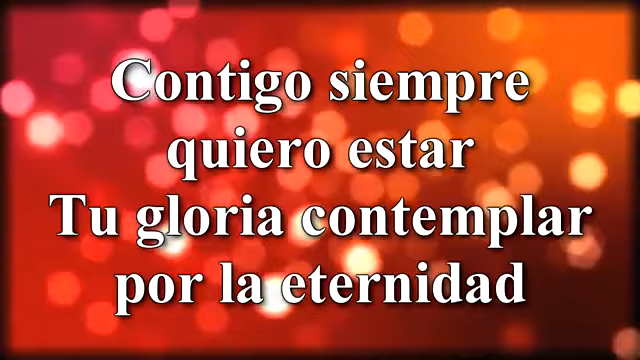 Contigo siempre
quiero estar
Tu gloria contemplar
por la eternidad